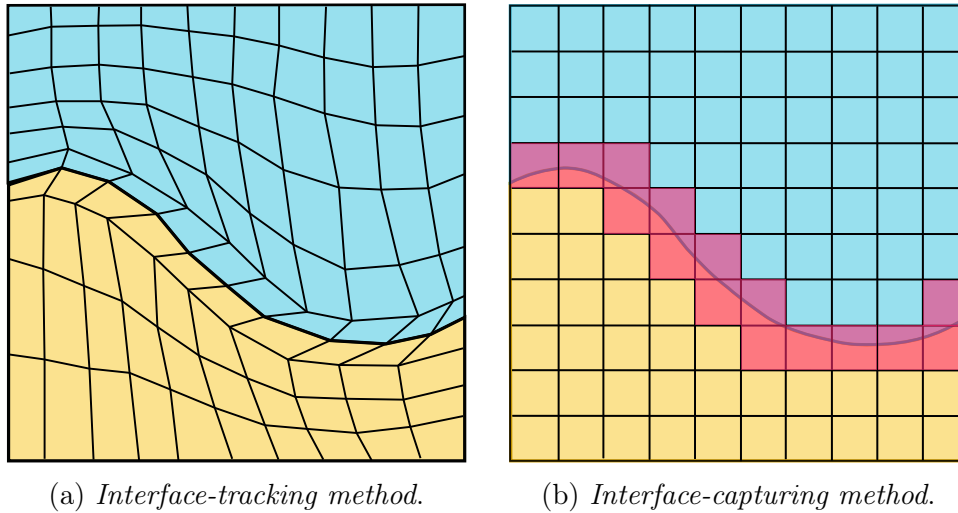 (a) Interface-tracking method.
(b) Interface-capturing method.